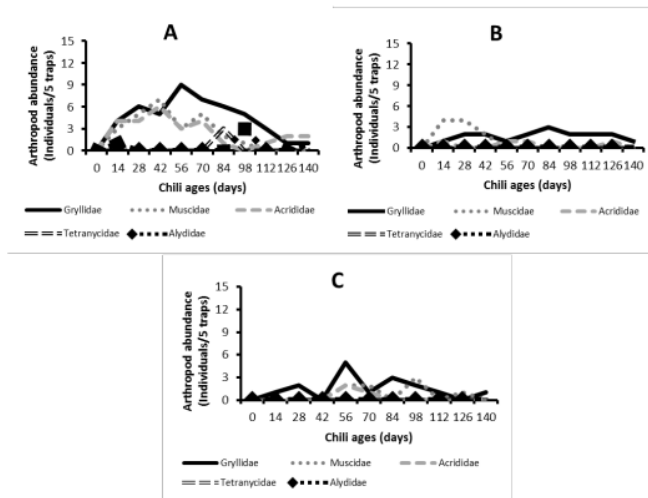 A
Arthropod abundance
(Individuals/5 traps)
15
12
9
6
3
0
0 14 28 42 56 70 84 98 112 126 140
Chili ages (days)
Gryllidae Muscidae Acrididae
Tetranycidae Alydidae
B
Arthropod abundance
(Individuals/5 traps)
15
12
9
6
3
0
0 14 28 42 56 70 84 98 112 126 140
Chili ages (days)
Gryllidae Muscidae Acrididae
Tetranycidae Alydidae
C
Arthropod abundance
(Individuals/5 traps)
15
12
9
6
3
0
0 14 28 42 56 70 84 98 112 126 140
Chili ages (days)
Gryllidae Muscidae Acrididae
Tetranycidae Alydidae